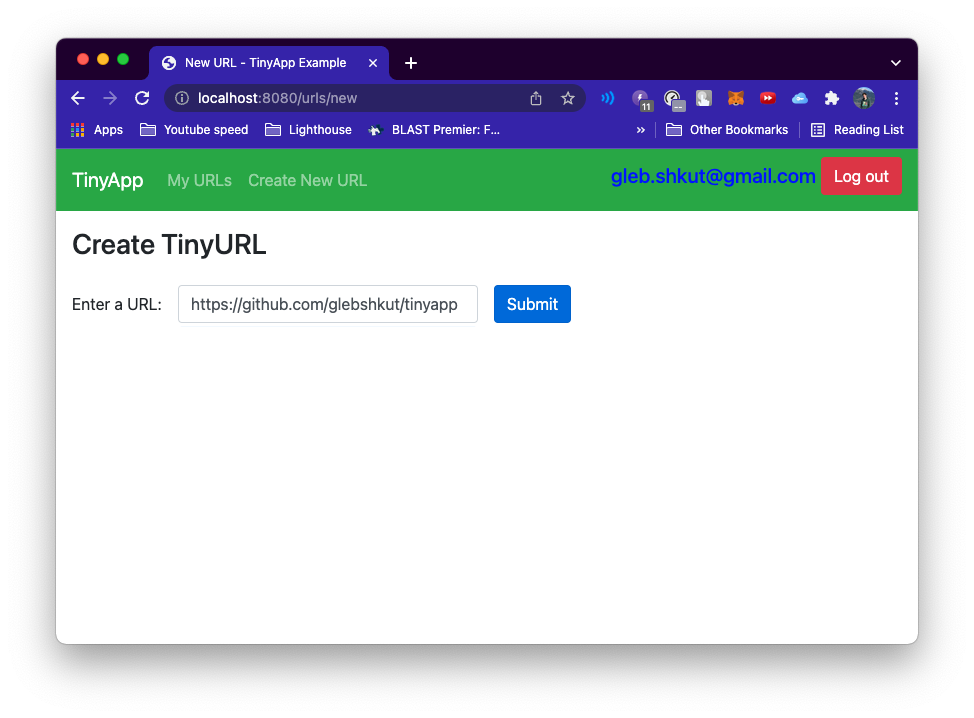 New URL - TinyApp Example
localhost:8080/urls/new
11
Apps Youtube speed Lighthouse BLAST Premier: F... » Other Bookmarks Reading List
TinyApp My URLs Create New URL gleb.shkut@gmail.com Log out
Create TinyURL
Enter a URL: https://github.com/glebshkut/tinyapp Submit